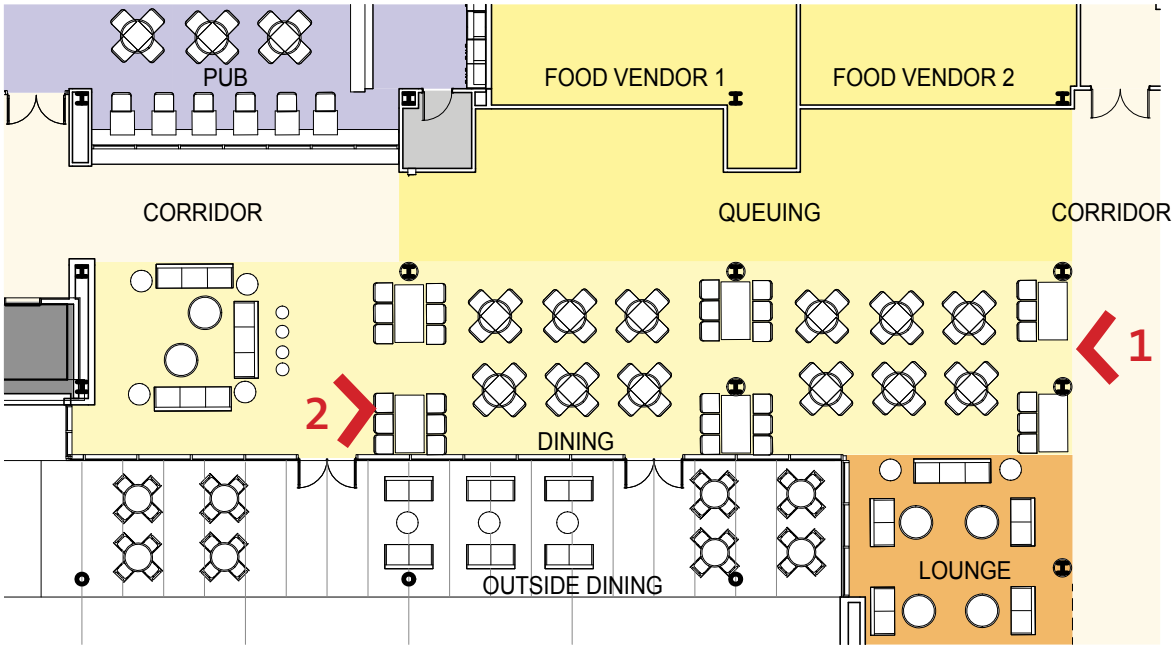 PUB
FOOD VENDOR 1
FOOD VENDOR 2
CORRIDOR
QUEUING
CORRIDOR
1
2
DINING
LOUNGE
OUTSIDE DINING